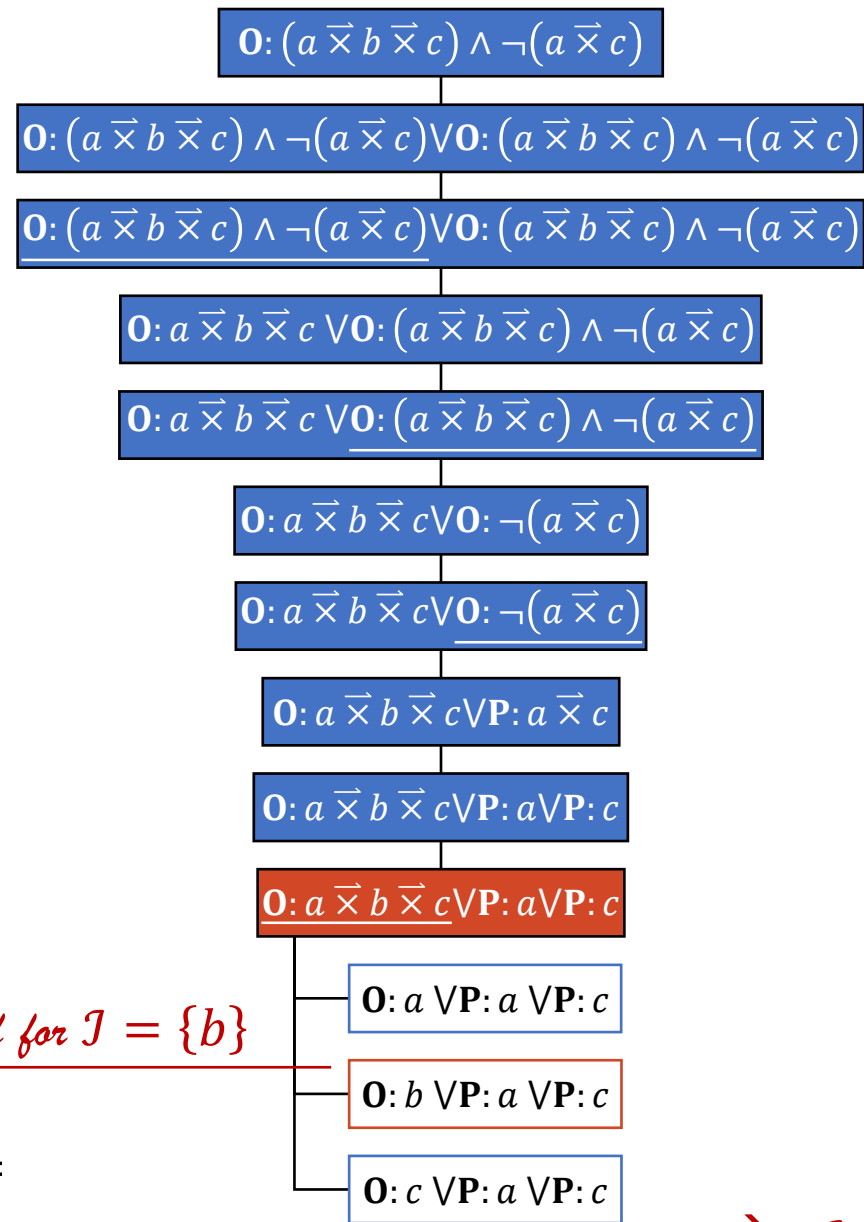 𝐎: (𝑎 ×⃗ 𝑏 ×⃗ 𝑐) ∧ ¬(𝑎 ×⃗ 𝑐)
𝐎: (𝑎 ×⃗ 𝑏 ×⃗ 𝑐) ∧ ¬(𝑎 ×⃗ 𝑐)⋁𝐎: (𝑎 ×⃗ 𝑏 ×⃗ 𝑐) ∧ ¬(𝑎 ×⃗ 𝑐)
𝐎: (𝑎 ×⃗ 𝑏 ×⃗ 𝑐) ∧ ¬(𝑎 ×⃗ 𝑐)⋁𝐎: (𝑎 ×⃗ 𝑏 ×⃗ 𝑐) ∧ ¬(𝑎 ×⃗ 𝑐)
𝐎: 𝑎 ×⃗ 𝑏 ×⃗ 𝑐 ⋁𝐎: (𝑎 ×⃗ 𝑏 ×⃗ 𝑐) ∧ ¬(𝑎 ×⃗ 𝑐)
𝐎: 𝑎 ×⃗ 𝑏 ×⃗ 𝑐 ⋁𝐎: (𝑎 ×⃗ 𝑏 ×⃗ 𝑐) ∧ ¬(𝑎 ×⃗ 𝑐)
𝐎: 𝑎 ×⃗ 𝑏 ×⃗ 𝑐⋁𝐎: ¬(𝑎 ×⃗ 𝑐)
𝐎: 𝑎 ×⃗ 𝑏 ×⃗ 𝑐⋁𝐎: ¬(𝑎 ×⃗ 𝑐)
𝐎: 𝑎 ×⃗ 𝑏 ×⃗ 𝑐⋁𝐏: 𝑎 ×⃗ 𝑐
𝐎: 𝑎 ×⃗ 𝑏 ×⃗ 𝑐⋁𝐏: 𝑎⋁𝐏: 𝑐
𝐎: 𝑎 ×⃗ 𝑏 ×⃗ 𝑐⋁𝐏: 𝑎⋁𝐏: 𝑐
𝐎: 𝑎 ⋁𝐏: 𝑎 ⋁𝐏: 𝑐
for ℐ = {𝑏}
𝐎: 𝑏 ⋁𝐏: 𝑎 ⋁𝐏: 𝑐
:
𝐎: 𝑐 ⋁𝐏: 𝑎 ⋁𝐏: 𝑐